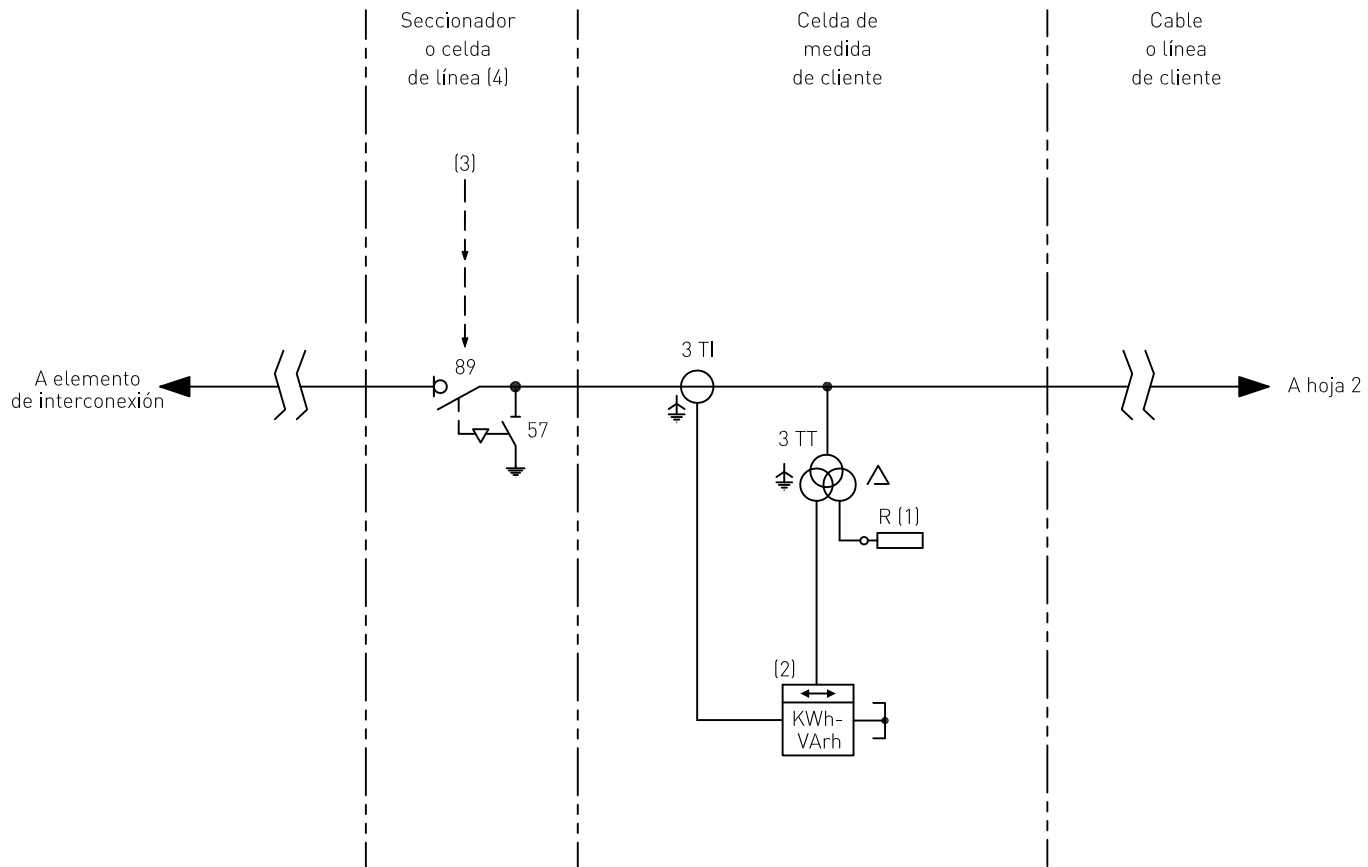 Seccionador
o celda
de línea (4)
Celda de
medida
de cliente
Cable
o línea
de cliente
(3)
89
57
3 TI
A elemento
de interconexión
A hoja 2
3 TT
R (1)
(2)
KWh-
VArh